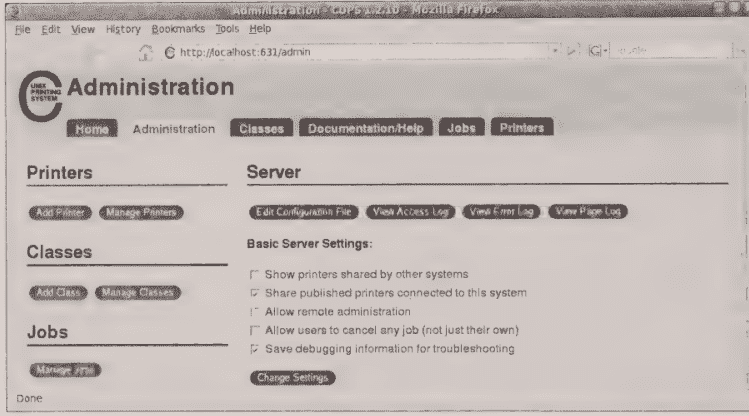 Administration - CUPS 1.2.10 - Mozilla Firefox
File Edit View History Bookmarks Tools Help
http://localhost:631/admin
UNIX PRINTING SYSTEM
Administration
Home Administration Classes Documentation/Help Jobs Printers
Printers
Add Printer Manage Printers
Classes
Add Class Manage Classes
Jobs
Manage Jobs
Server
Edit Configuration File View Access Log View Error Log View Page Log
Basic Server Settings:
Show printers shared by other systems
Share published printers connected to this system
Allow remote administration
Allow users to cancel any job (not just their own)
Save debugging information for troubleshooting
Change Settings
Done